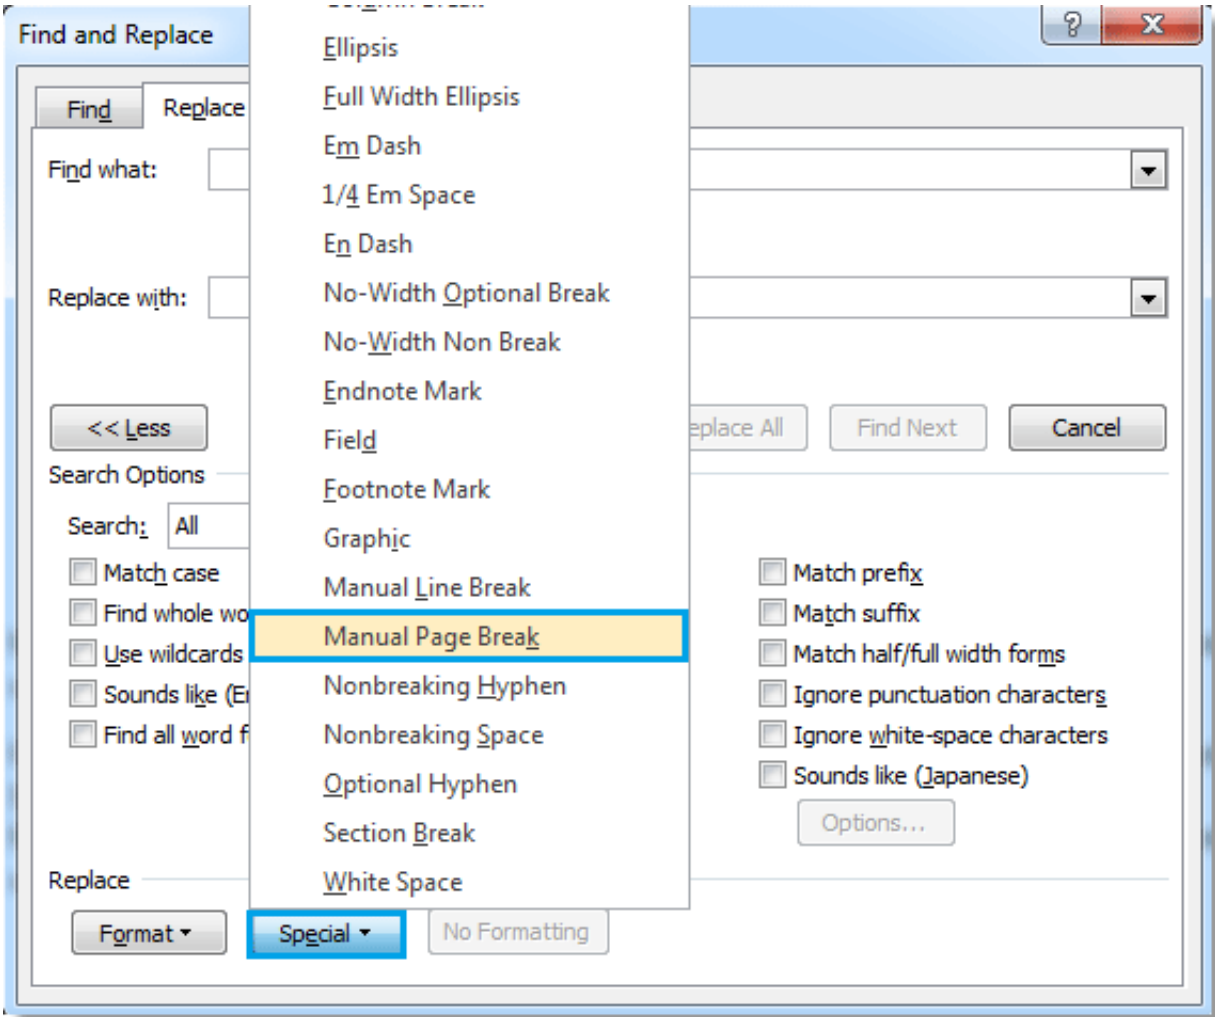 Find and Replace
?
Find
Replace
Find what:
Replace with:
<< Less
eplace All
Find Next
Cancel
Search Options
Search:
All
Match case
Find whole wo
Use wildcards
Sounds like (E
Find all word f
Match prefix
Match suffix
Match half/full width forms
Ignore punctuation characters
Ignore white-space characters
Sounds like (Japanese)
Options...
Column Break
Ellipsis
Full Width Ellipsis
Em Dash
1/4 Em Space
En Dash
No-Width Optional Break
No-Width Non Break
Endnote Mark
Field
Footnote Mark
Graphic
Manual Line Break
Manual Page Break
Nonbreaking Hyphen
Nonbreaking Space
Optional Hyphen
Section Break
White Space
Replace
Format
Special
No Formatting